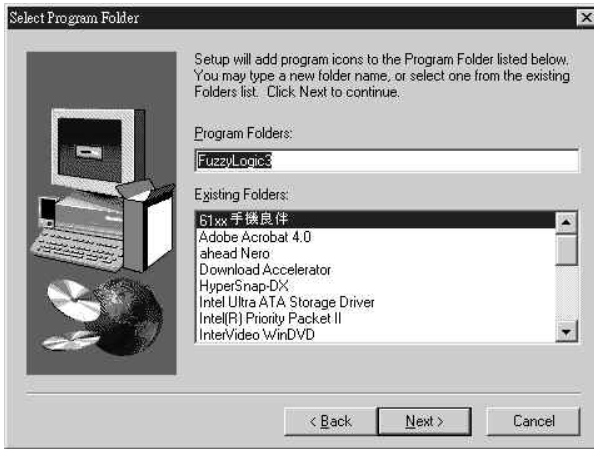 Select Program Folder
Setup will add program icons to the Program Folder listed below.
You may type a new folder name, or select one from the existing
Folders list. Click Next to continue.
Program Folders:
FuzzyLogic3
Existing Folders:
61xx 手機良伴
Adobe Acrobat 4.0
ahead Nero
Download Accelerator
HyperSnap-DX
Intel Ultra ATA Storage Driver
Intel(R) Priority Packet II
InterVideo WinDVD
< Back
Next >
Cancel